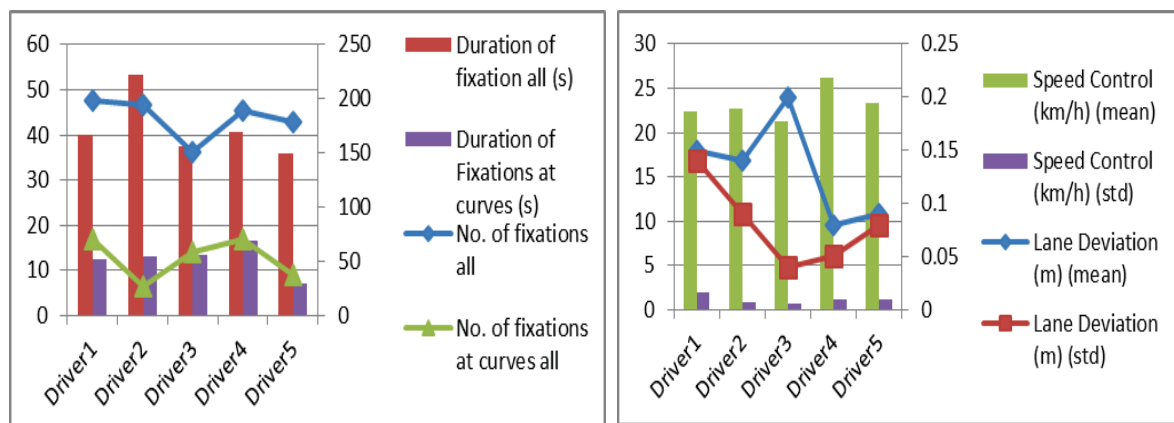 60
50
40
30
20
10
0
250
200
150
100
50
0
Driver1
Driver2
Driver3
Driver4
Driver5
Duration of
fixation all (s)
Duration of
Fixations at
curves (s)
No. of fixations
all
No. of fixations
at curves all
30
25
20
15
10
5
0
0.25
0.2
0.15
0.1
0.05
0
Driver1
Driver2
Driver3
Driver4
Driver5
Speed Control
(km/h) (mean)
Speed Control
(km/h) (std)
Lane Deviation
(m) (mean)
Lane Deviation
(m) (std)